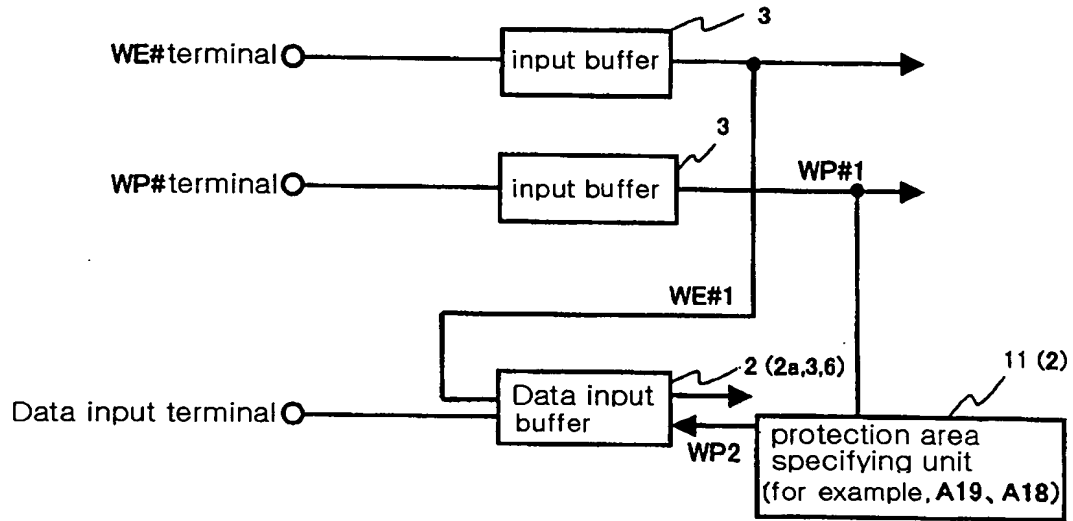 3
WE# terminal
input buffer
3
WP# terminal
input buffer
WP#1
WE#1
2 (2a,3,6)
11 (2)
Data input terminal
Data input
buffer
WP2
protection area
specifying unit
(for example, A19、A18)